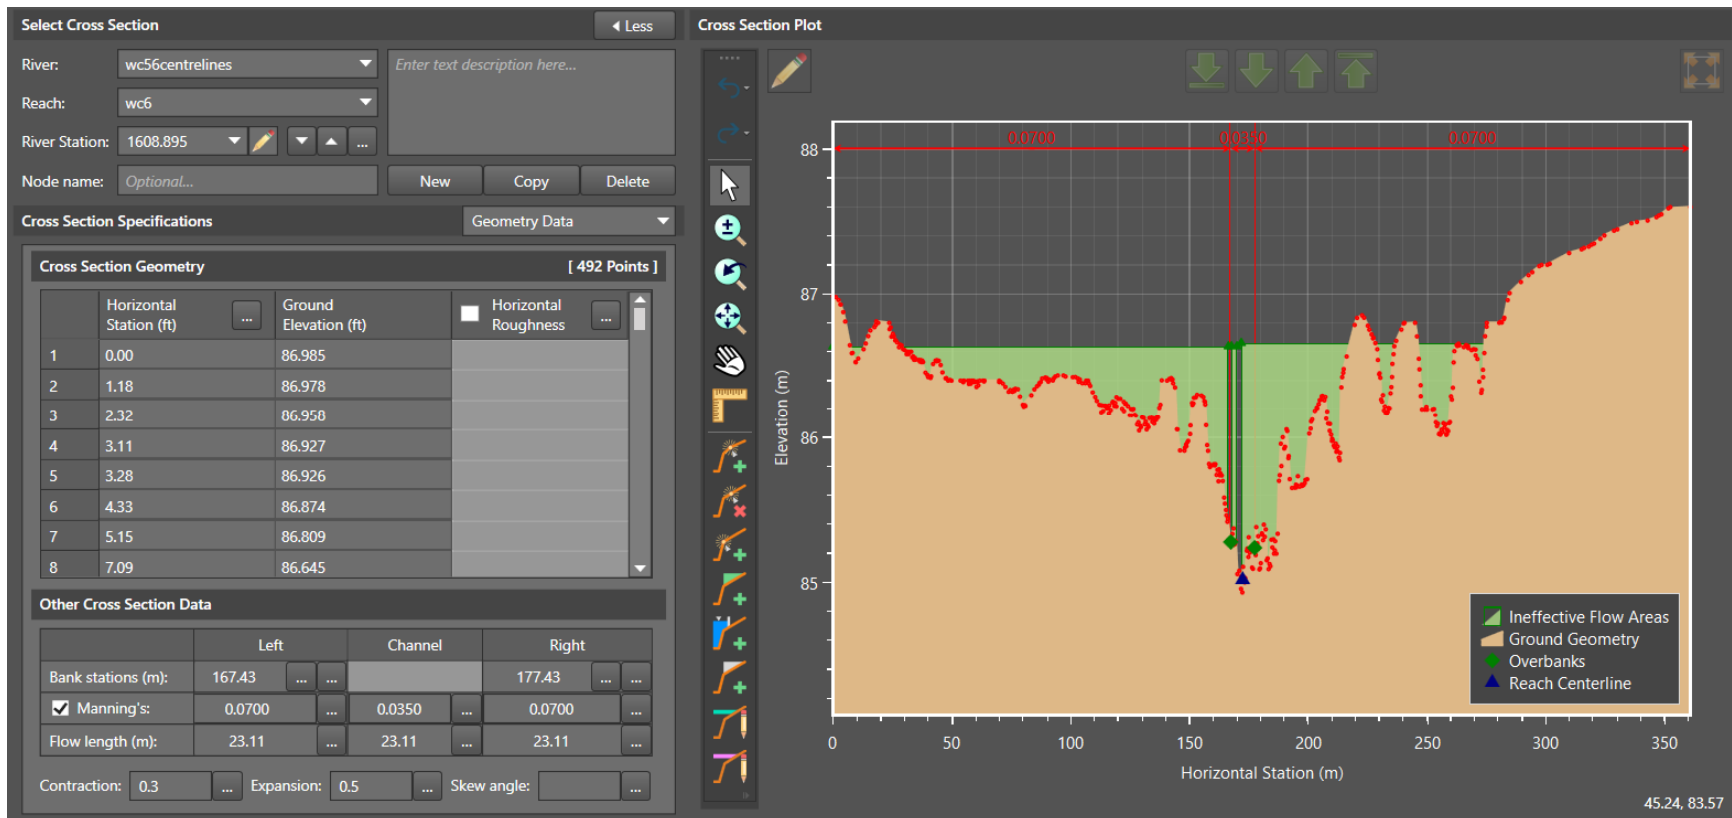 Select Cross Section
Less
River:
wc56centrelines
Enter text description here...
Reach:
wc6
River Station:
1608.895
...
Node name:
Optional...
New
Copy
Delete
Cross Section Specifications
Geometry Data
Cross Section Geometry
[ 492 Points ]
Horizontal
Station (ft)
...
Ground
Elevation (ft)
Horizontal
Roughness
...
1 0.00 86.985
2 1.18 86.978
3 2.32 86.958
4 3.11 86.927
5 3.28 86.926
6 4.33 86.874
7 5.15 86.809
8 7.09 86.645
Other Cross Section Data
Left Channel Right
Bank stations (m): 167.43 ... ... 177.43 ... ...
Manning's: 0.0700 ... 0.0350 ... 0.0700 ...
Flow length (m): 23.11 ... 23.11 ... 23.11 ...
Contraction: 0.3 ... Expansion: 0.5 ... Skew angle: ...
Cross Section Plot
0.0700 0.0350 0.0700
88
87
86
85
Elevation (m)
Ineffective Flow Areas
Ground Geometry
Overbanks
Reach Centerline
0 50 100 150 200 250 300 350
Horizontal Station (m)
45.24, 83.57